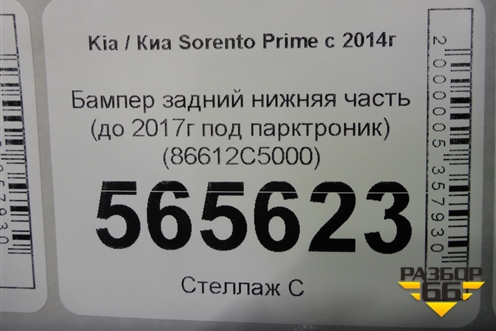 Kia / Киа Sorento Prime с 2014г
Бампер задний нижняя часть
(до 2017г под парктроник)
(86612C5000)
565623
Стеллаж С
2000005357930
357930
РАЗБОР
66